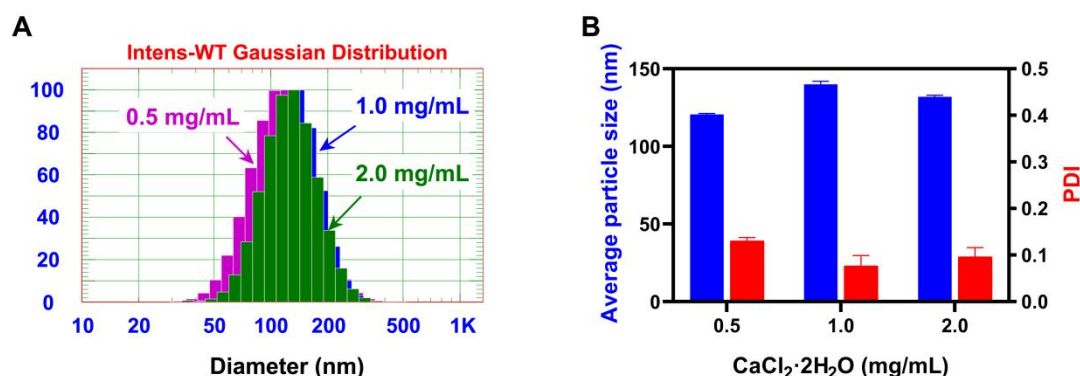 A
Intens-WT Gaussian Distribution
100
80
60
40
20
0
0.5 mg/mL
1.0 mg/mL
2.0 mg/mL
10 20 50 100 200 500 1K
Diameter (nm)
B
Average particle size (nm)
150
100
50
0
0.5
0.4
0.3
0.2
0.1
0.0
PDI
0.5 1.0 2.0
CaCl₂·2H₂O (mg/mL)